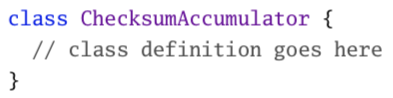 class ChecksumAccumulator {
  // class definition goes here
}